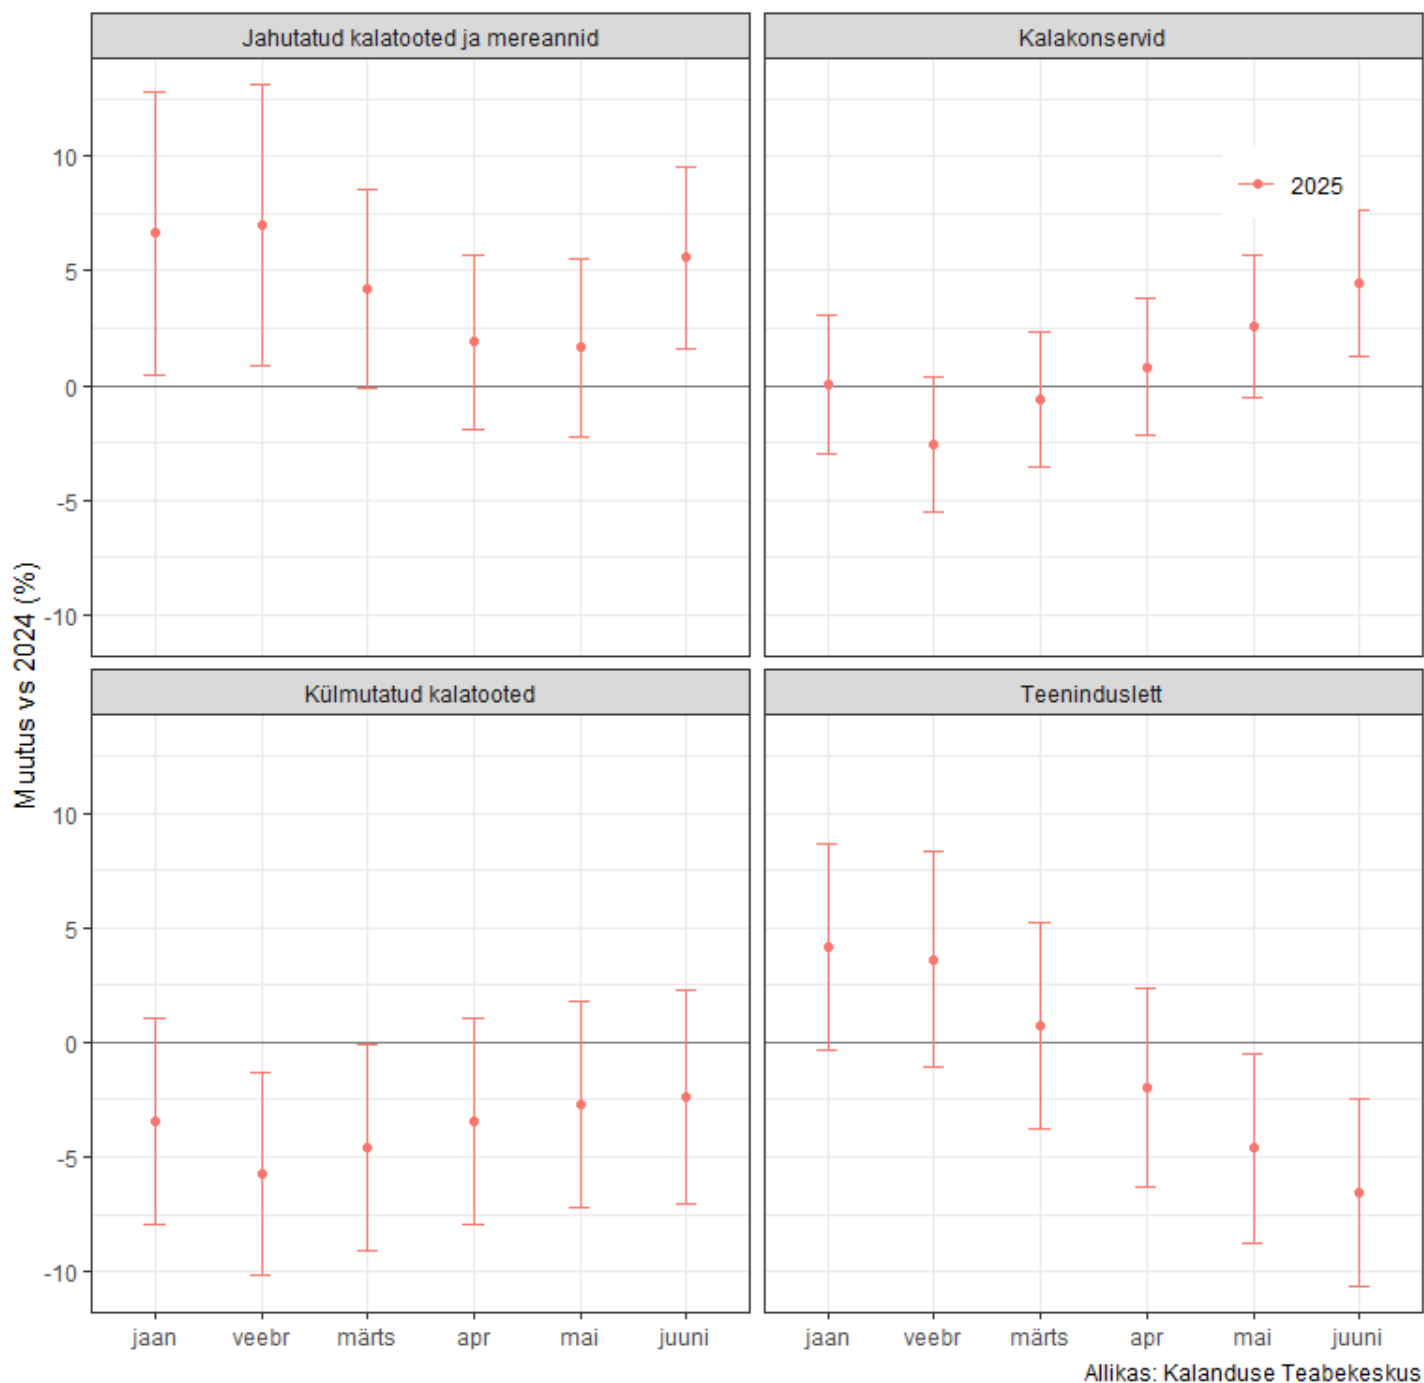 Jahutatud kalatooted ja mereannid
Kalakonservid
10
5
0
-5
-10
2025
Muutus vs 2024 (%)
Külmutatud kalatooted
Teeninduslett
10
5
0
-5
-10
jaan veebr märts apr mai juuni
jaan veebr märts apr mai juuni
Allikas: Kalanduse Teabekeskus